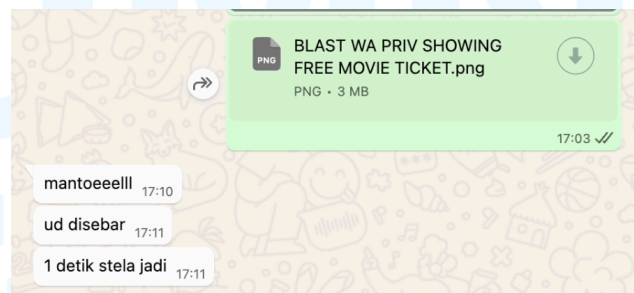 PNG
BLAST WA PRIV SHOWING
FREE MOVIE TICKET.png
PNG • 3 MB
17:03
mantoeeelll 17:10
ud disebar 17:11
1 detik stela jadi 17:11